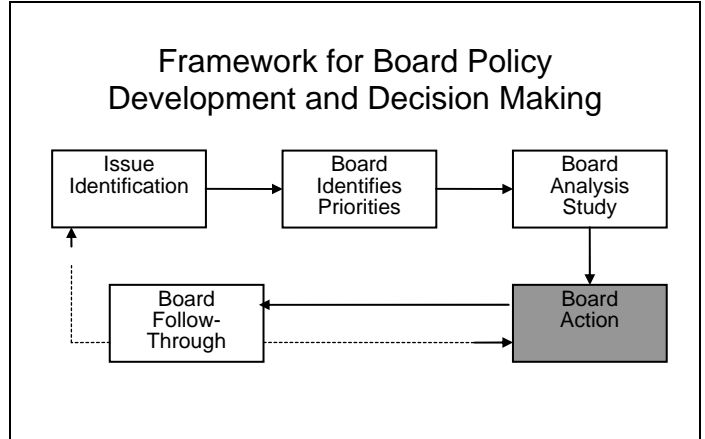 Framework for Board Policy
Development and Decision Making
Issue
Identification
Board
Identifies
Priorities
Board
Analysis
Study
Board
Follow-
Through
Board
Action